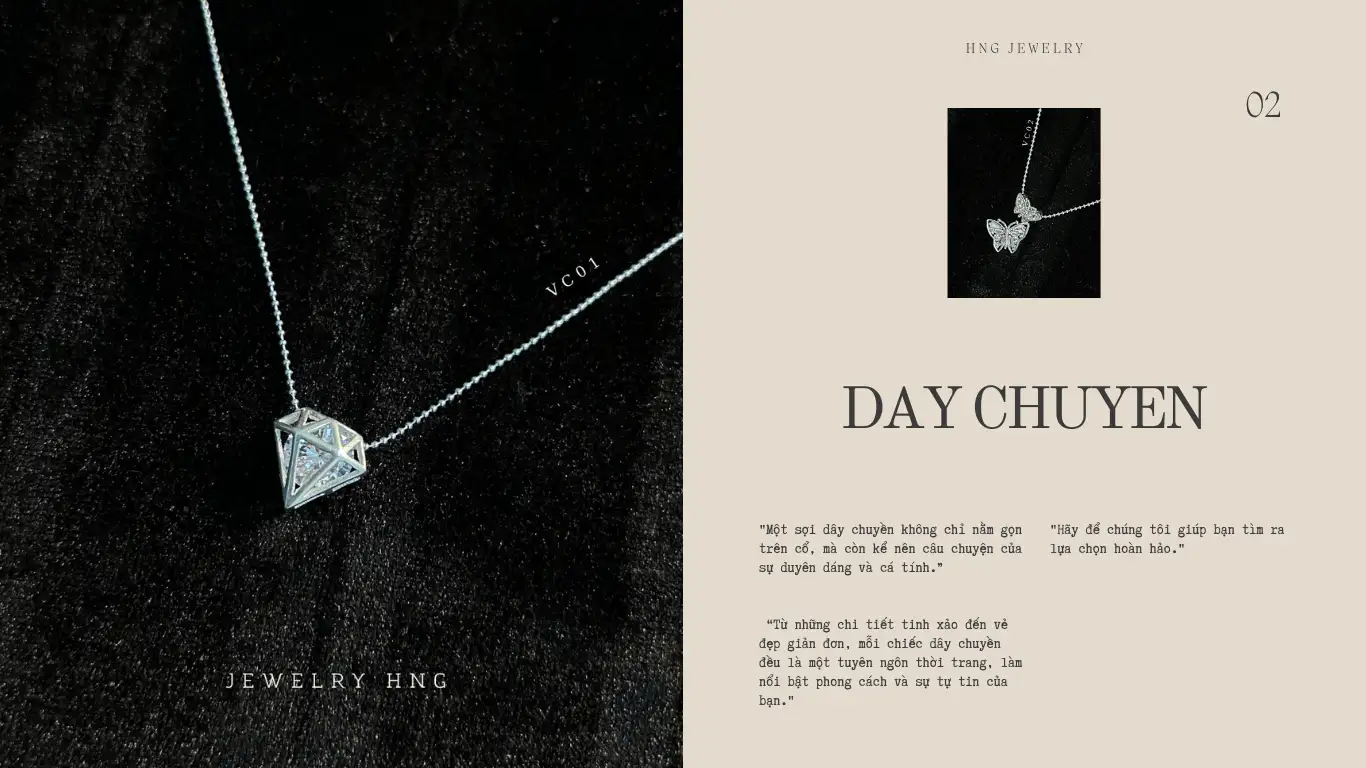 VC01
JEWELRY HNG
HNG JEWELRY
02
VC02
DAY CHUYEN
"Một sợi dây chuyền không chỉ nằm gọn
trên cổ, mà còn kể nên câu chuyện của
sự duyên dáng và cá tính.”
“Từ những chi tiết tinh xảo đến vẻ
đẹp giản đơn, mỗi chiếc dây chuyền
đều là một tuyên ngôn thời trang, làm
nổi bật phong cách và sự tự tin của
bạn."
"Hãy để chúng tôi giúp bạn tìm ra
lựa chọn hoàn hảo."